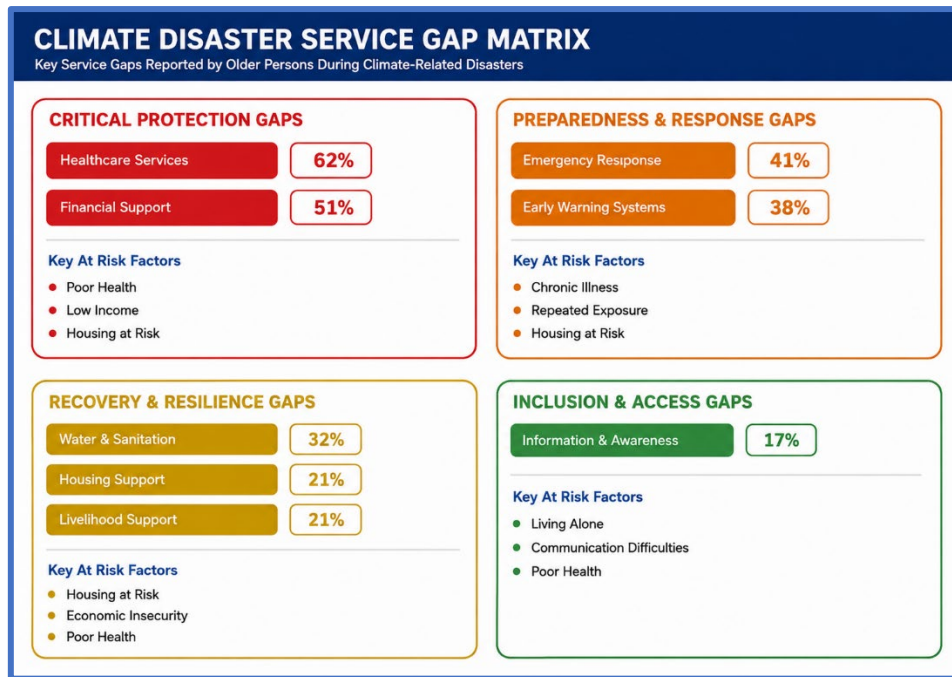 CLIMATE DISASTER SERVICE GAP MATRIX
Key Service Gaps Reported by Older Persons During Climate-Related Disasters
CRITICAL PROTECTION GAPS
Healthcare Services 62%
Financial Support 51%
Key At Risk Factors
• Poor Health
• Low Income
• Housing at Risk
PREPAREDNESS & RESPONSE GAPS
Emergency Response 41%
Early Warning Systems 38%
Key At Risk Factors
• Chronic Illness
• Repeated Exposure
• Housing at Risk
RECOVERY & RESILIENCE GAPS
Water & Sanitation 32%
Housing Support 21%
Livelihood Support 21%
Key At Risk Factors
• Housing at Risk
• Economic Insecurity
• Poor Health
INCLUSION & ACCESS GAPS
Information & Awareness 17%
Key At Risk Factors
• Living Alone
• Communication Difficulties
• Poor Health